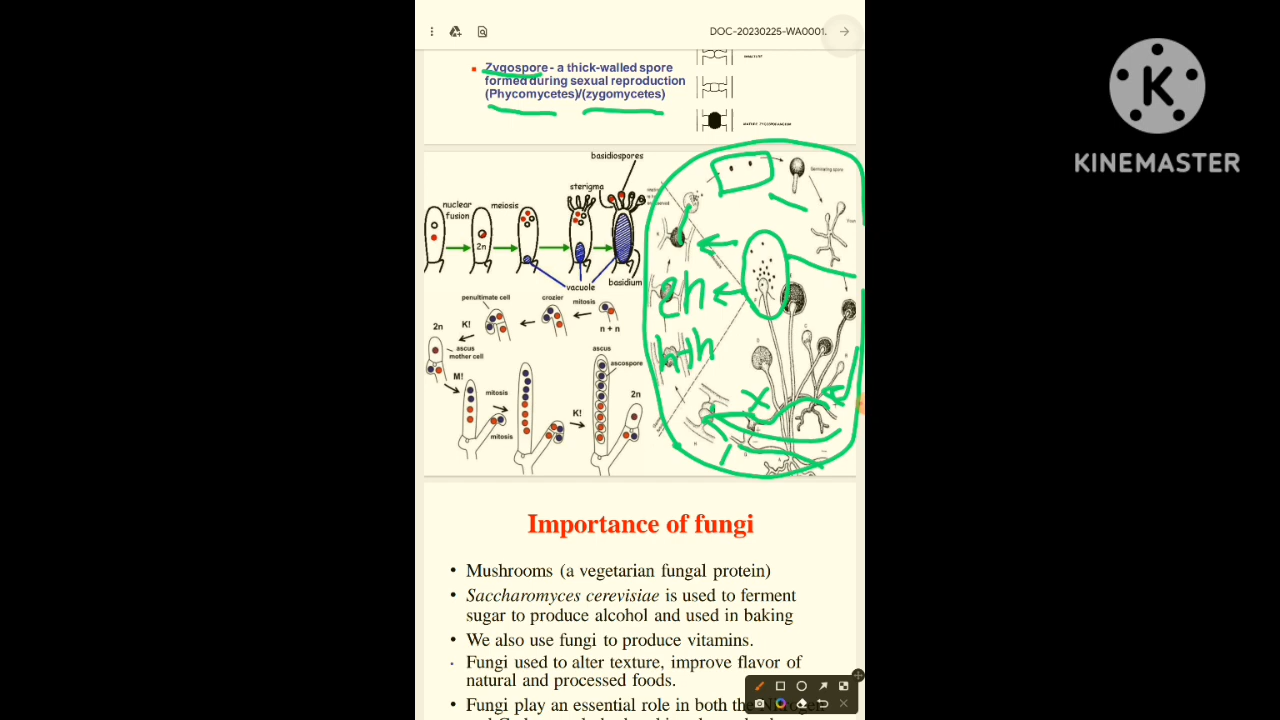 DOC-20230225-WA0001.
Zygospore - a thick-walled spore
formed during sexual reproduction
(Phycomycetes)/(zygomycetes)
basidiospores
sterigma
nuclear
fusion
meiosis
2n
vacuole
basidium
Germinating spore
penultimate cell
crozier
mitosis
n + n
2n
K!
ascus
mother cell
M!
mitosis
mitosis
ascus
ascospore
K!
2n
2n
n+n
Importance of fungi
• Mushrooms (a vegetarian fungal protein)
• Saccharomyces cerevisiae is used to ferment
sugar to produce alcohol and used in baking
• We also use fungi to produce vitamins.
• Fungi used to alter texture, improve flavor of
natural and processed foods.
• Fungi play an essential role in both the Nitrogen
K
KINEMASTER